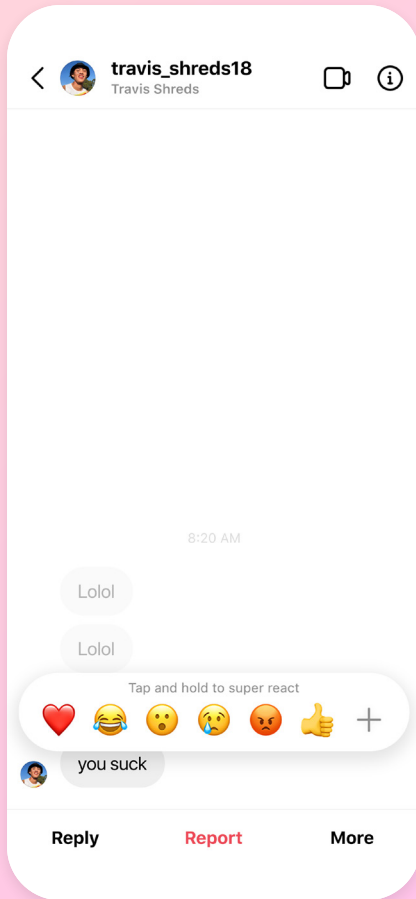 travis_shreds18
Travis Shreds
8:20 AM
Lolol
Lolol
Tap and hold to super react
you suck
Reply Report More